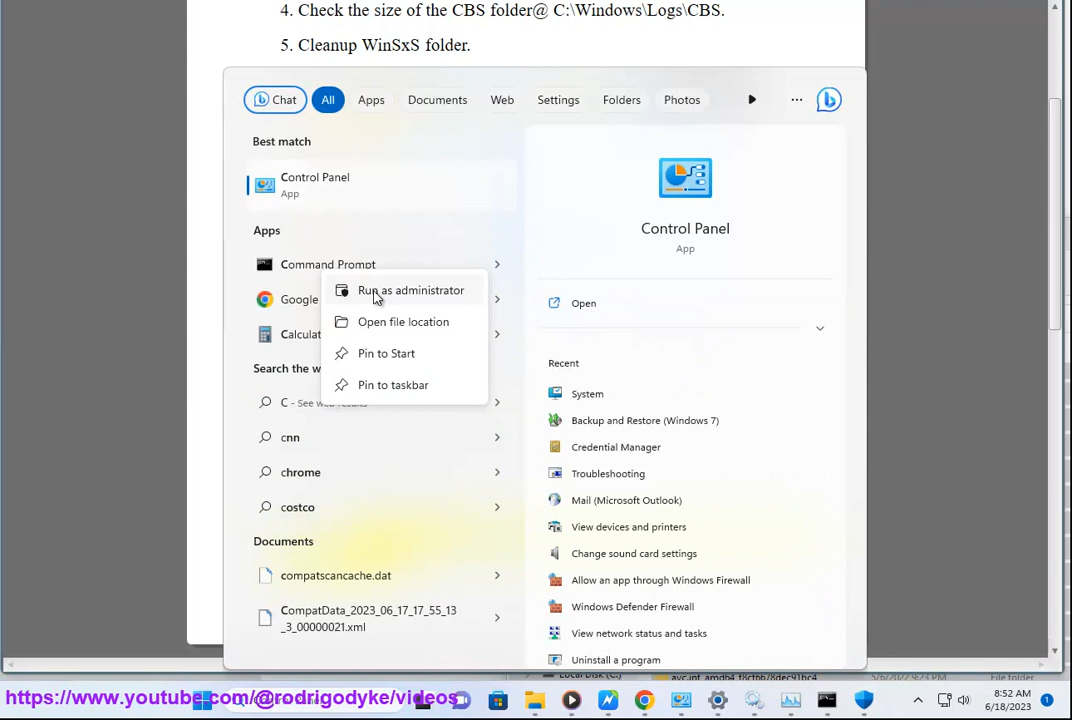 4. Check the size of the CBS folder@ C:\Windows\Logs\CBS.
5. Cleanup WinSxS folder.
Chat All Apps Documents Web Settings Folders Photos
Best match
Control Panel
App
Apps
Command Prompt
Google
Calculat
Run as administrator
Open file location
Pin to Start
Pin to taskbar
Search the w
C - See web results
cnn
chrome
costco
Documents
compatscancache.dat
CompatData_2023_06_17_17_55_13
_3_00000021.xml
Control Panel
App
Open
Recent
System
Backup and Restore (Windows 7)
Credential Manager
Troubleshooting
Mail (Microsoft Outlook)
View devices and printers
Change sound card settings
Allow an app through Windows Firewall
Windows Defender Firewall
View network status and tasks
Uninstall a program
https://www.youtube.com/@rodrigodyke/videos
8:52 AM
6/18/2023
1